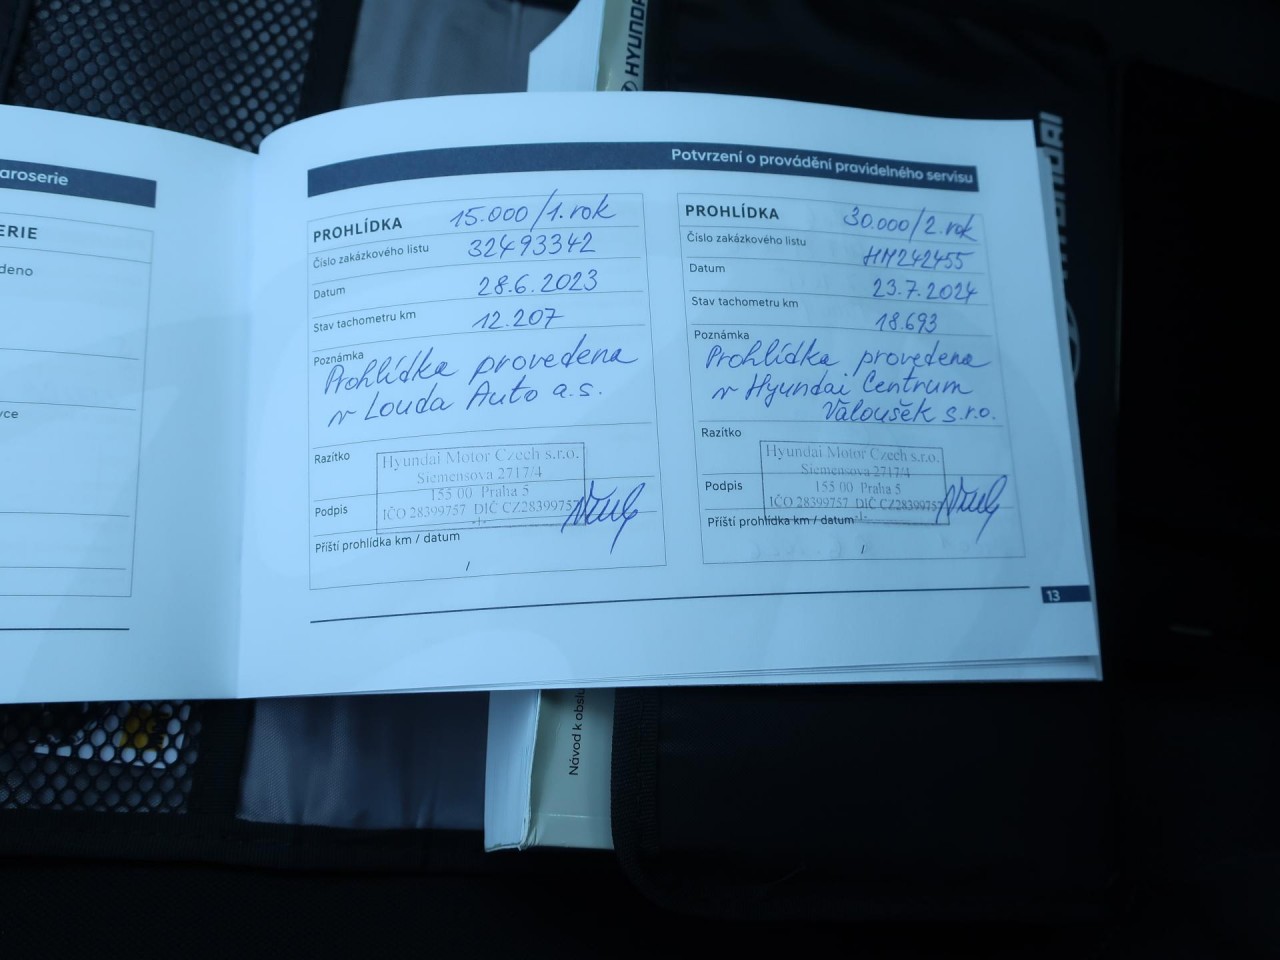 HYUNDAI
HYUNDAI
aroserie
ERIE
deno
vce
Potvrzení o provádění pravidelného servisu
PROHLÍDKA 15.000/1. rok
Číslo zakázkového listu 32493342
Datum 28.6.2023
Stav tachometru km 12.207
Poznámka
Prohlídka provedena
v Louda Auto a.s.
Razítko
Hyundai Motor Czech s.r.o.
Siemensova 2717/4
155 00 Praha 5
IČO 28399757 DIČ CZ28399757
-1-
Podpis
Příští prohlídka km / datum
/
PROHLÍDKA 30.000/2. rok
Číslo zakázkového listu HM242455
Datum 23.7.2024
Stav tachometru km 18.693
Poznámka
Prohlídka provedena
v Hyundai Centrum
Valoušek s.r.o.
Razítko
Hyundai Motor Czech s.r.o.
Siemensova 2717/4
155 00 Praha 5
IČO 28399757 DIČ CZ28399757
-1-
Podpis
Příští prohlídka km / datum
/
13
Návod k obslu